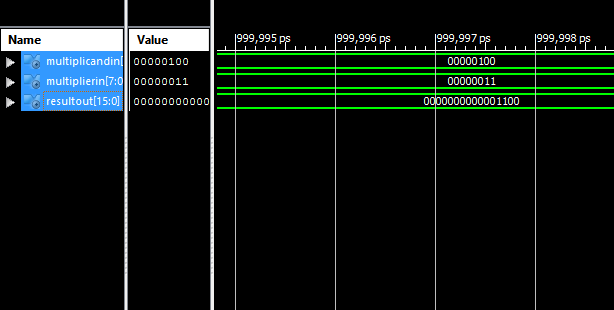 Name Value 999,995 ps 999,996 ps 999,997 ps 999,998 ps
multiplicandin[ 00000100 00000100
multiplierin[7:0 00000011 00000011
resultout[15:0] 00000000000 0000000000001100